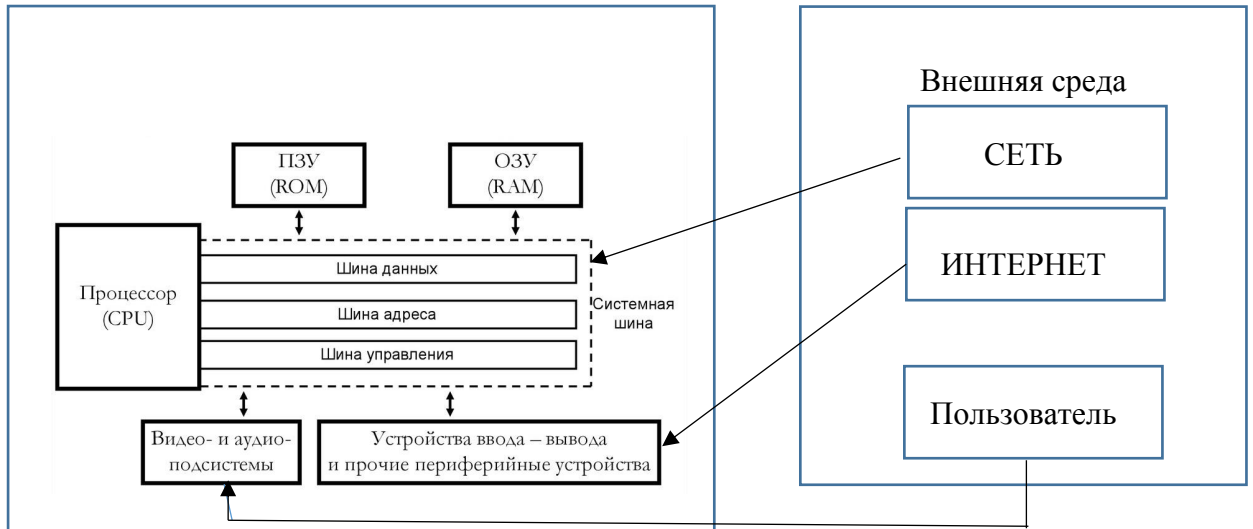 Внешняя среда
ПЗУ
(ROM)
ОЗУ
(RAM)
СЕТЬ
Процессор
(CPU)
Шина данных
Шина адреса
Шина управления
Системная
шина
ИНТЕРНЕТ
Видео- и аудио-
подсистемы
Устройства ввода – вывода
и прочие периферийные устройства
Пользователь